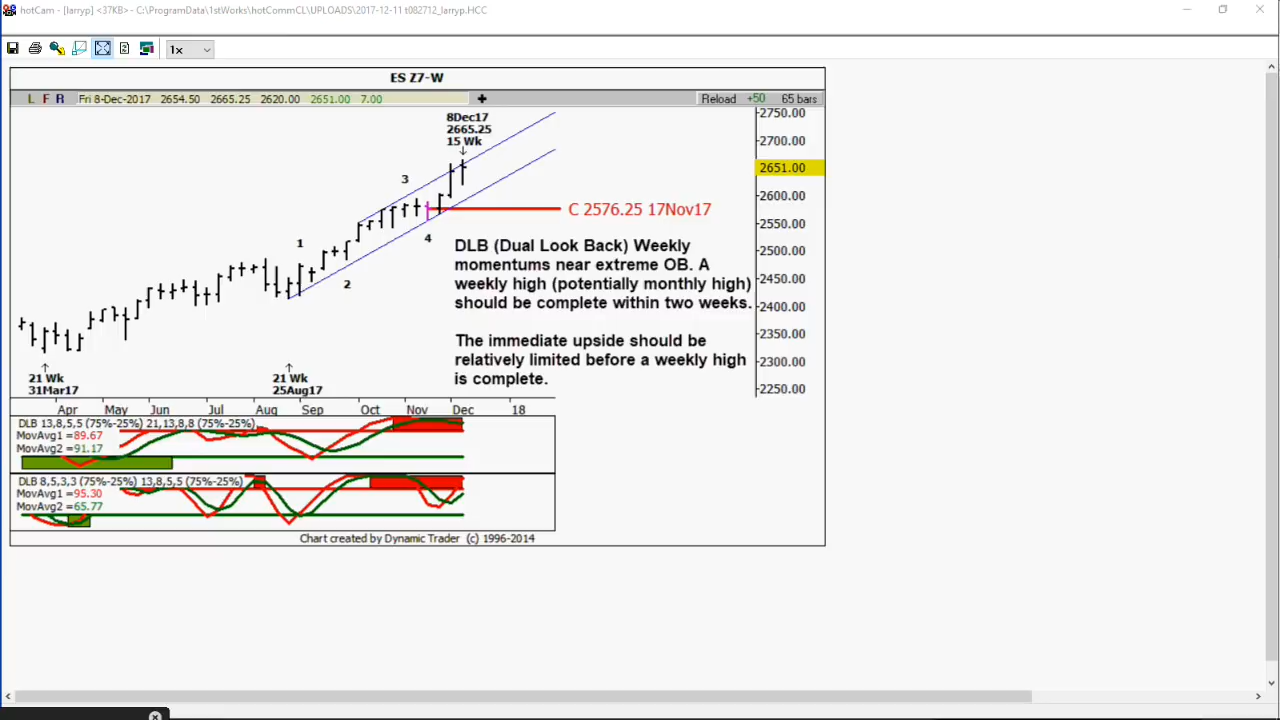 hotCam - [larryp] <37KB> - C:\ProgramData\1stWorks\hotCommCL\UPLOADS\2017-12-11.t082712_larryp.HCC
1x
ES Z7-W
L F R Fri 8-Dec-2017 2654.50 2665.25 2620.00 2651.00 7.00 Reload +50 65 bars
2750.00
2700.00
2651.00
2600.00
2550.00
2500.00
2450.00
2400.00
2350.00
2300.00
2250.00
8Dec17
2665.25
15 Wk
3
C 2576.25 17Nov17
4
1
2
DLB (Dual Look Back) Weekly
momentums near extreme OB. A
weekly high (potentially monthly high)
should be complete within two weeks.
The immediate upside should be
relatively limited before a weekly high
is complete.
21 Wk
31Mar17
21 Wk
25Aug17
Apr May Jun Jul Aug Sep Oct Nov Dec 18
DLB 13,8,5,5 (75%-25%) 21,13,8,8 (75%-25%)
MovAvg1 =89.67
MovAvg2 =91.17
DLB 8,5,3,3 (75%-25%) 13,8,5,5 (75%-25%)
MovAvg1 =95.30
MovAvg2 =65.77
Chart created by Dynamic Trader (c) 1996-2014